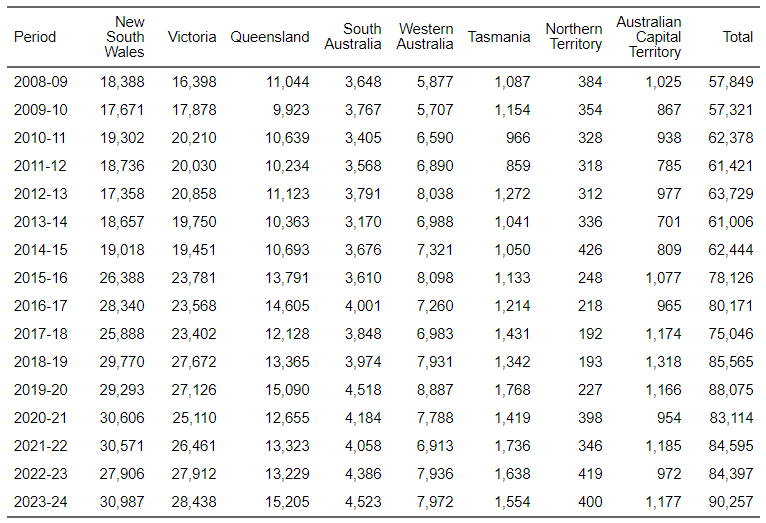 Period New South Wales Victoria Queensland South Australia Western Australia Tasmania Northern Territory Australian Capital Territory Total
2008-09 18,388 16,398 11,044 3,648 5,877 1,087 384 1,025 57,849
2009-10 17,671 17,878 9,923 3,767 5,707 1,154 354 867 57,321
2010-11 19,302 20,210 10,639 3,405 6,590 966 328 938 62,378
2011-12 18,736 20,030 10,234 3,568 6,890 859 318 785 61,421
2012-13 17,358 20,858 11,123 3,791 8,038 1,272 312 977 63,729
2013-14 18,657 19,750 10,363 3,170 6,988 1,041 336 701 61,006
2014-15 19,018 19,451 10,693 3,676 7,321 1,050 426 809 62,444
2015-16 26,388 23,781 13,791 3,610 8,098 1,133 248 1,077 78,126
2016-17 28,340 23,568 14,605 4,001 7,260 1,214 218 965 80,171
2017-18 25,888 23,402 12,128 3,848 6,983 1,431 192 1,174 75,046
2018-19 29,770 27,672 13,365 3,974 7,931 1,342 193 1,318 85,565
2019-20 29,293 27,126 15,090 4,518 8,887 1,768 227 1,166 88,075
2020-21 30,606 25,110 12,655 4,184 7,788 1,419 398 954 83,114
2021-22 30,571 26,461 13,323 4,058 6,913 1,736 346 1,185 84,595
2022-23 27,906 27,912 13,229 4,386 7,936 1,638 419 972 84,397
2023-24 30,987 28,438 15,205 4,523 7,972 1,554 400 1,177 90,257